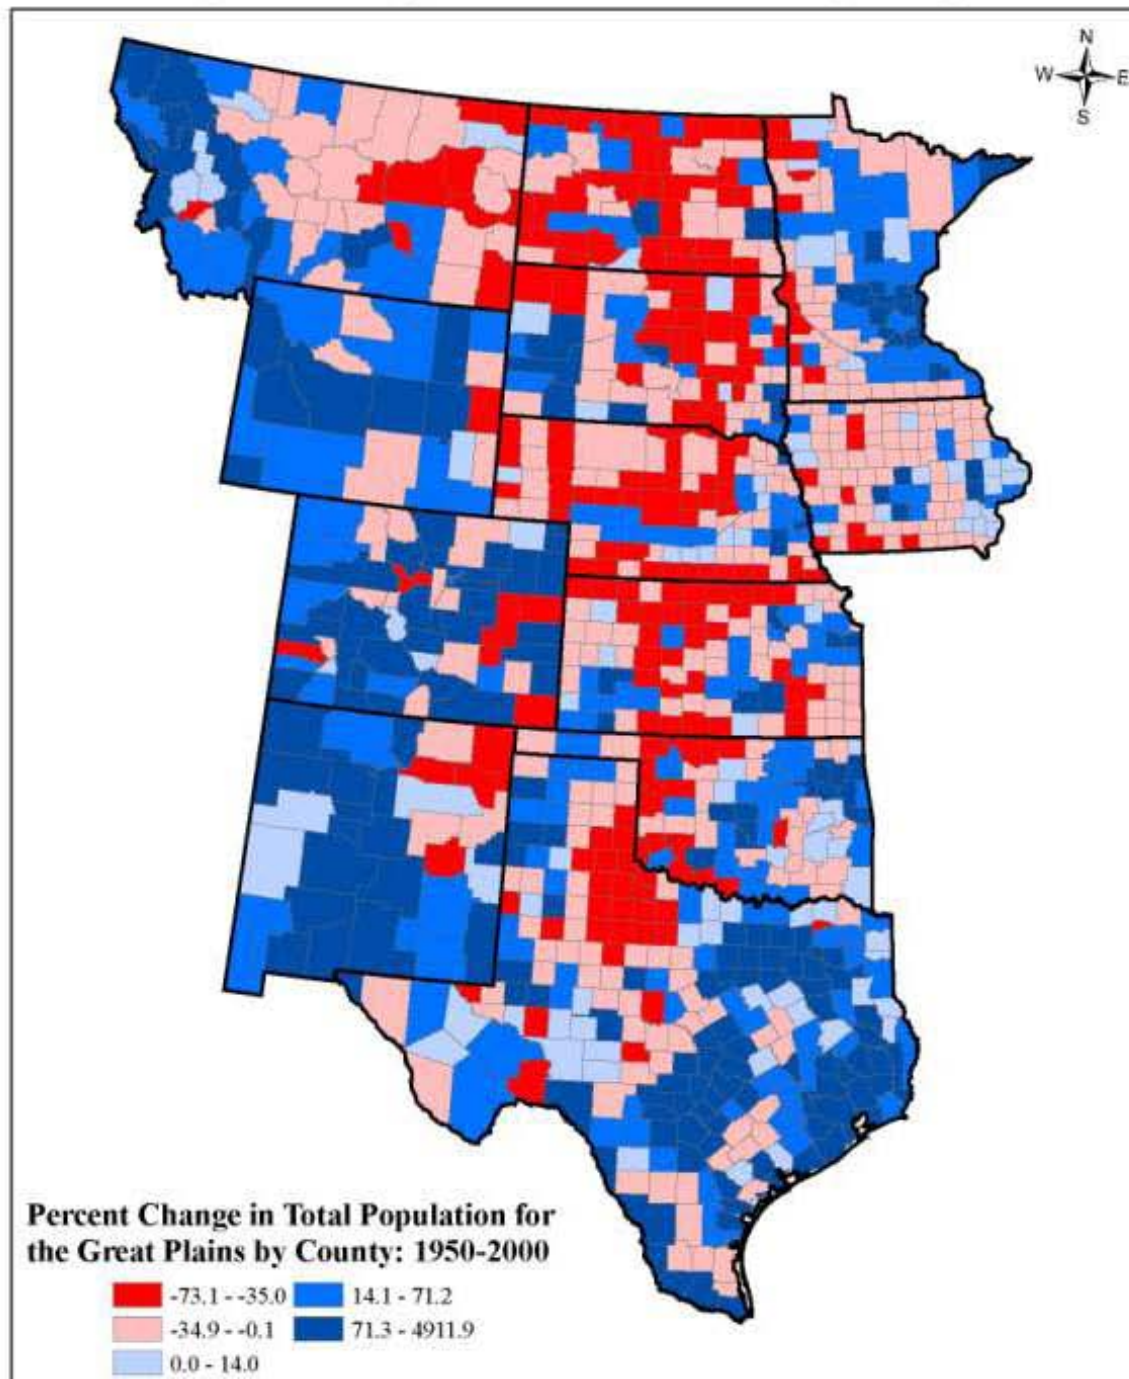 N
W E
S
Percent Change in Total Population for
the Great Plains by County: 1950-2000
-73.1 - -35.0 14.1 - 71.2
-34.9 - -0.1 71.3 - 4911.9
0.0 - 14.0